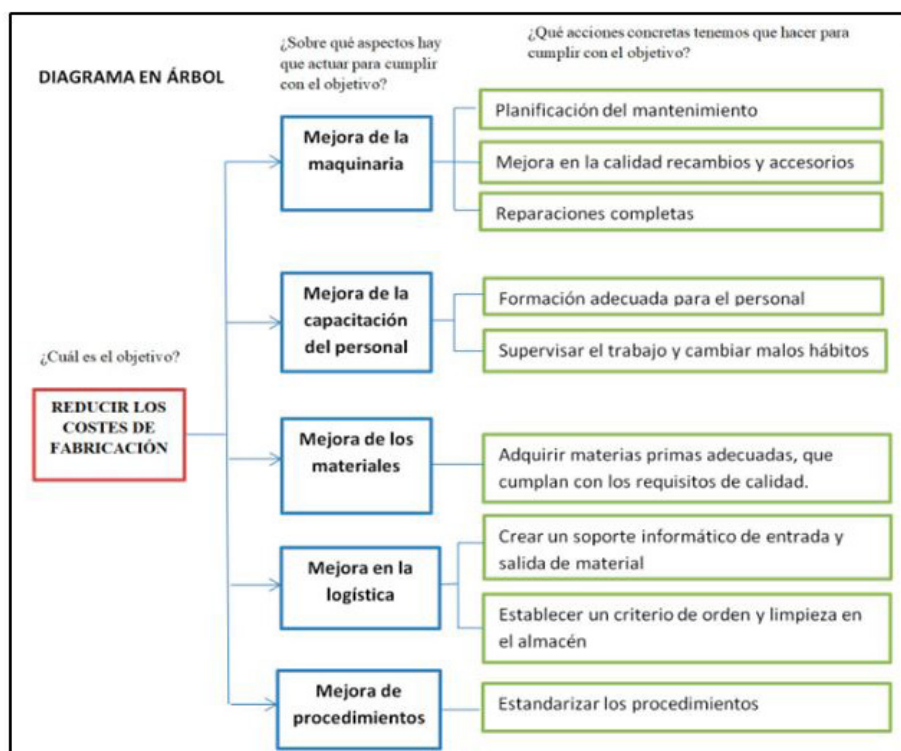 DIAGRAMA EN ÁRBOL
¿Sobre qué aspectos hay
que actuar para cumplir
con el objetivo?
¿Qué acciones concretas tenemos que hacer para
cumplir con el objetivo?
¿Cuál es el objetivo?
REDUCIR LOS
COSTES DE
FABRICACIÓN
Mejora de la
maquinaria
Planificación del mantenimiento
Mejora en la calidad recambios y accesorios
Reparaciones completas
Mejora de la
capacitación
del personal
Formación adecuada para el personal
Supervisar el trabajo y cambiar malos hábitos
Mejora de los
materiales
Adquirir materias primas adecuadas, que
cumplan con los requisitos de calidad.
Mejora en la
logística
Crear un soporte informático de entrada y
salida de material
Establecer un criterio de orden y limpieza en
el almacén
Mejora de
procedimientos
Estandarizar los procedimientos